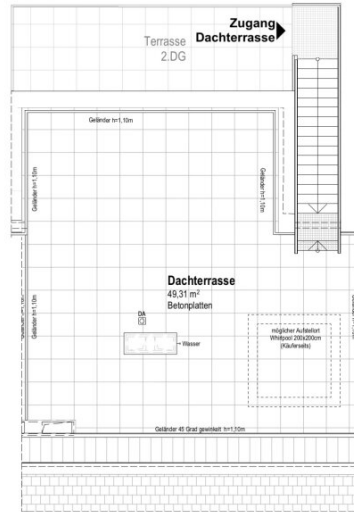 Zugang
Dachterrasse
Terrasse
2.DG
Geländer h=1,10m
Geländer h=1,10m
Geländer h=1,10m
Dachterrasse
49,31 m²
Betonplatten
DA
Wasser
möglicher Aufstellort
Whirlpool 200x200cm
(Käuferseits)
Geländer h=1,10m
Geländer 45 Grad gewinkelt h=1,10m